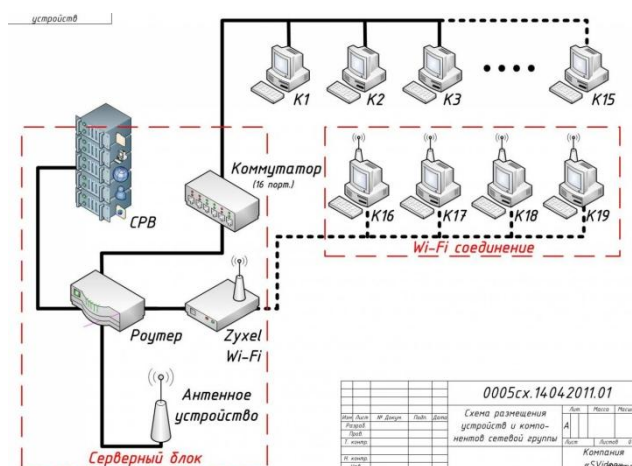 устройств
К1
К2
К3
К15
СРВ
Коммутатор
(16 порт.)
К16
К17
К18
К19
Wi-Fi соединение
Роутер
Zyxel
Wi-Fi
Антенное
устройство
Серверный блок
0005сх.14042011.01
Схема размещения
устройств и компо-
нентов сетевой группы
Лит
Масса
А
Изм
Лист
№ Докум
Подп.
Дата
Разраб.
Пров.
Т. контр.
Лист
Листов
Н. контр.
Компания